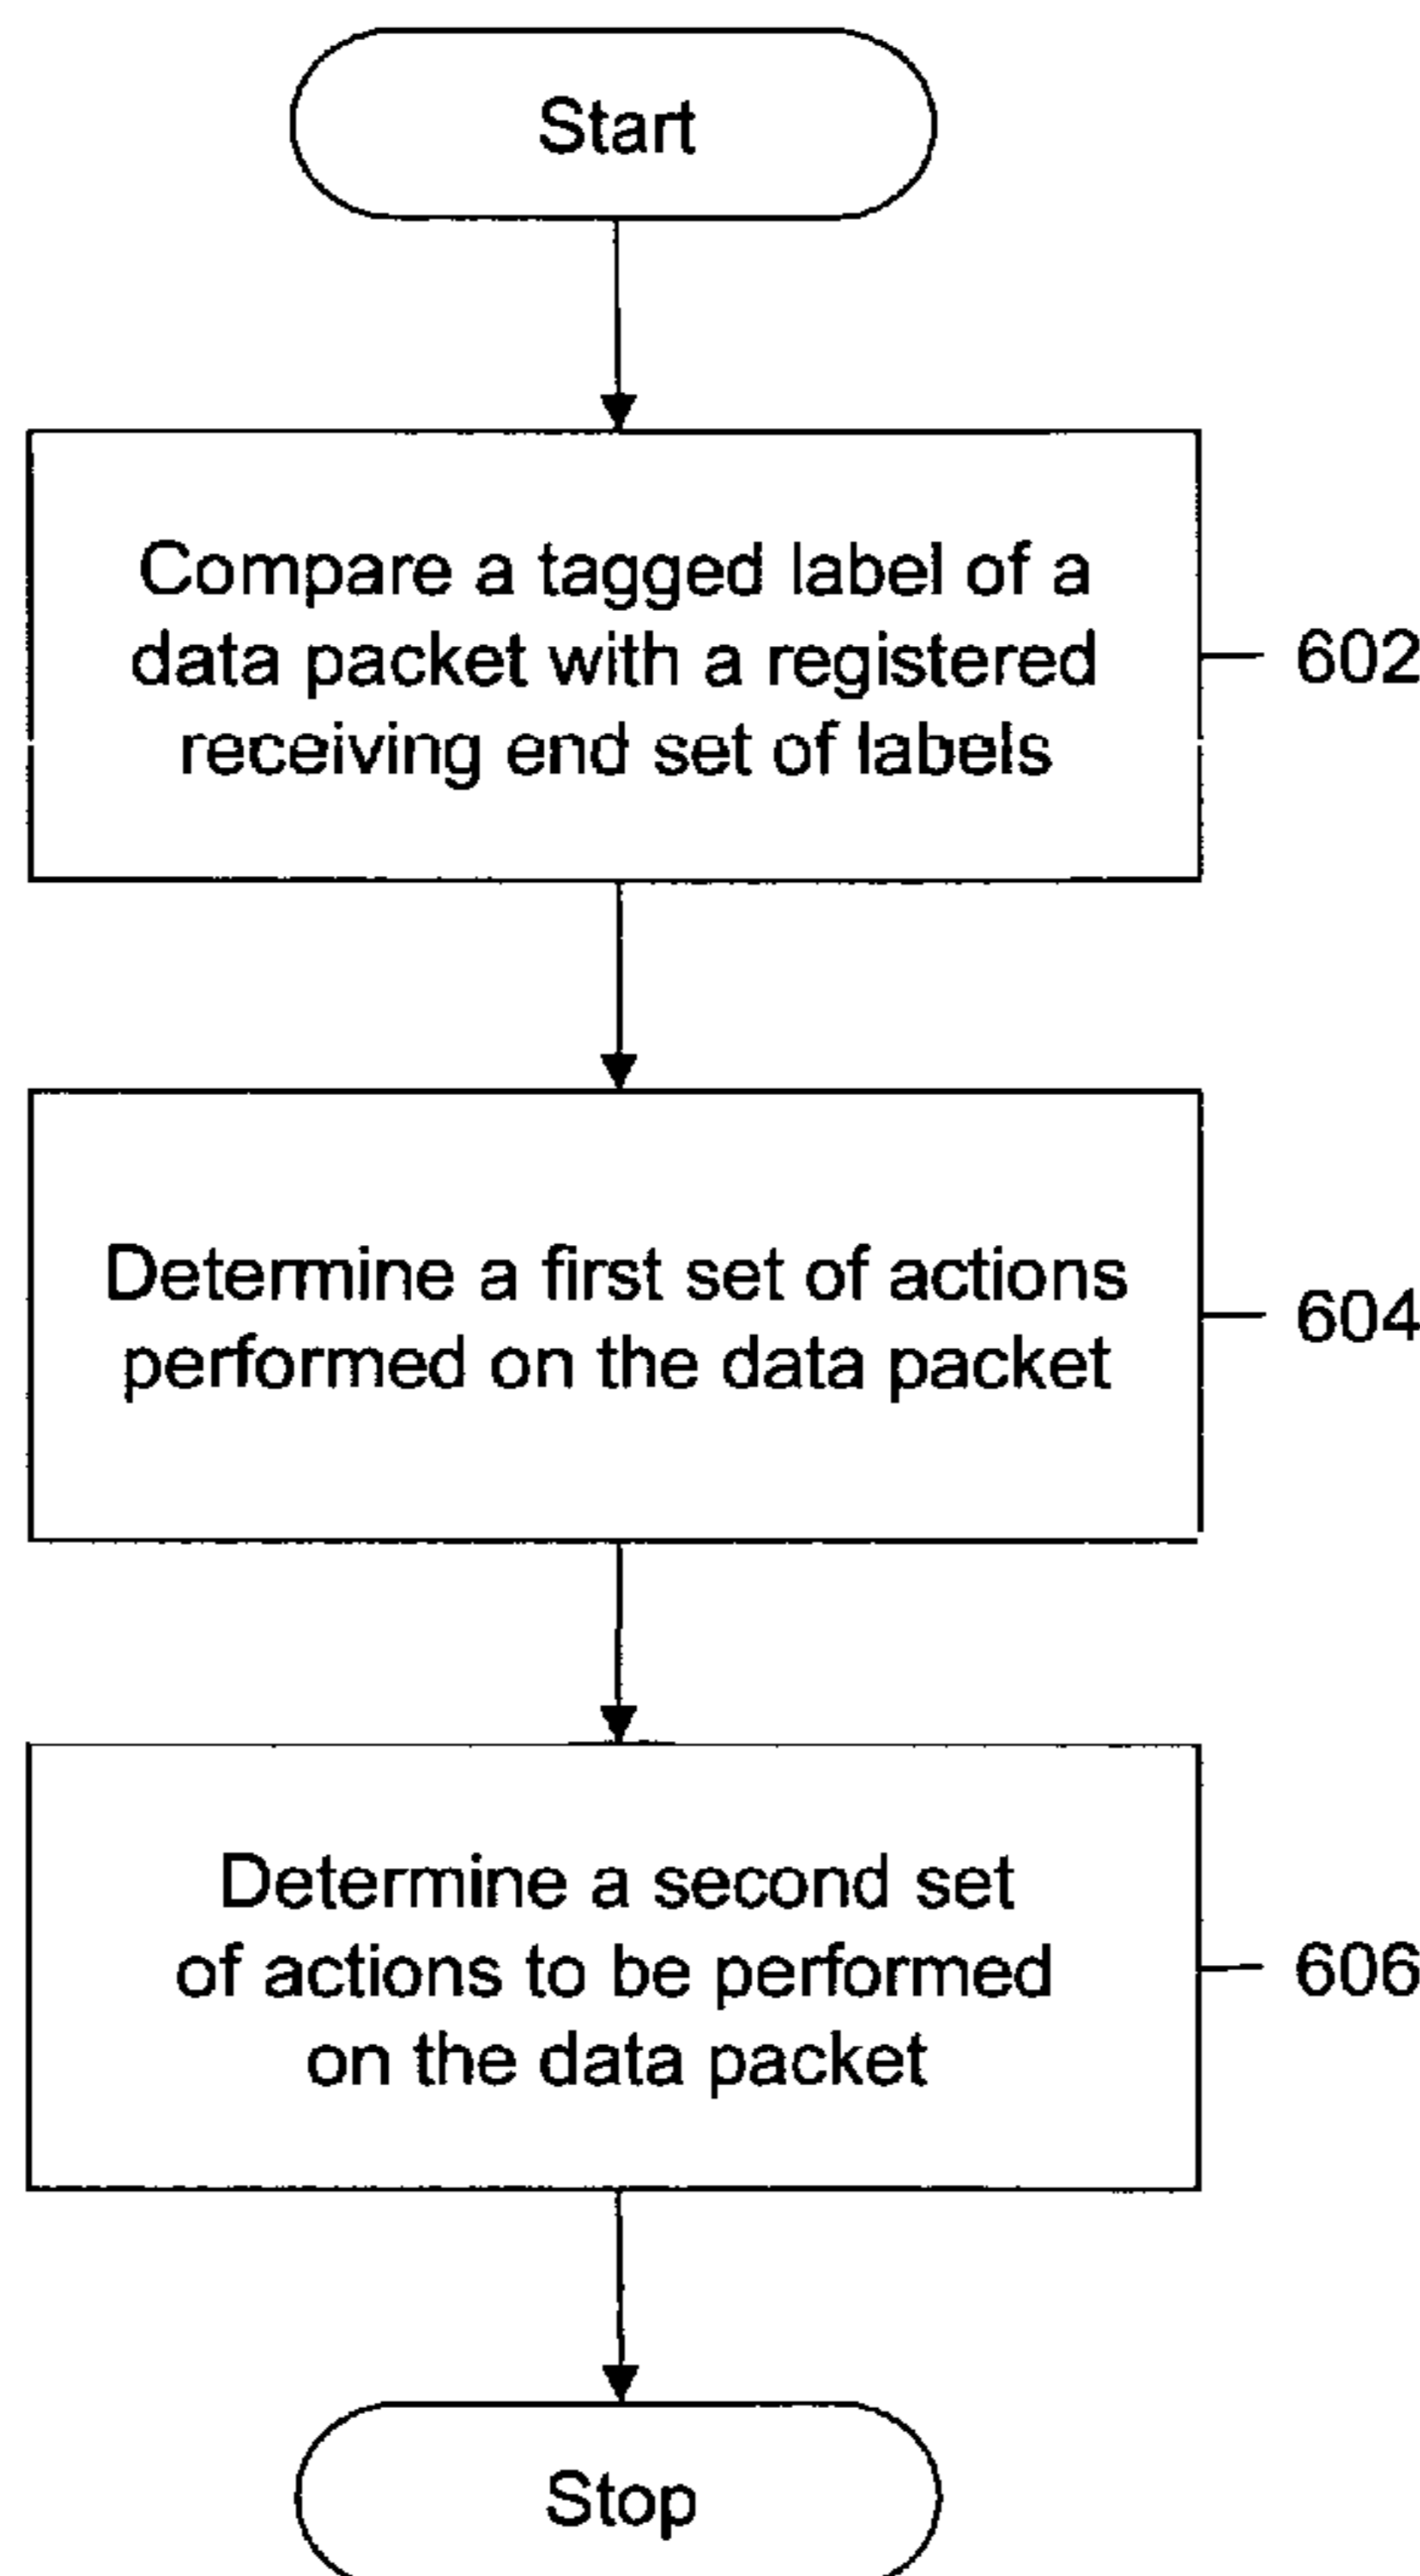 Start
Compare a tagged label of a
data packet with a registered
receiving end set of labels
602
Determine a first set of actions
performed on the data packet
604
Determine a second set
of actions to be performed
on the data packet
606
Stop